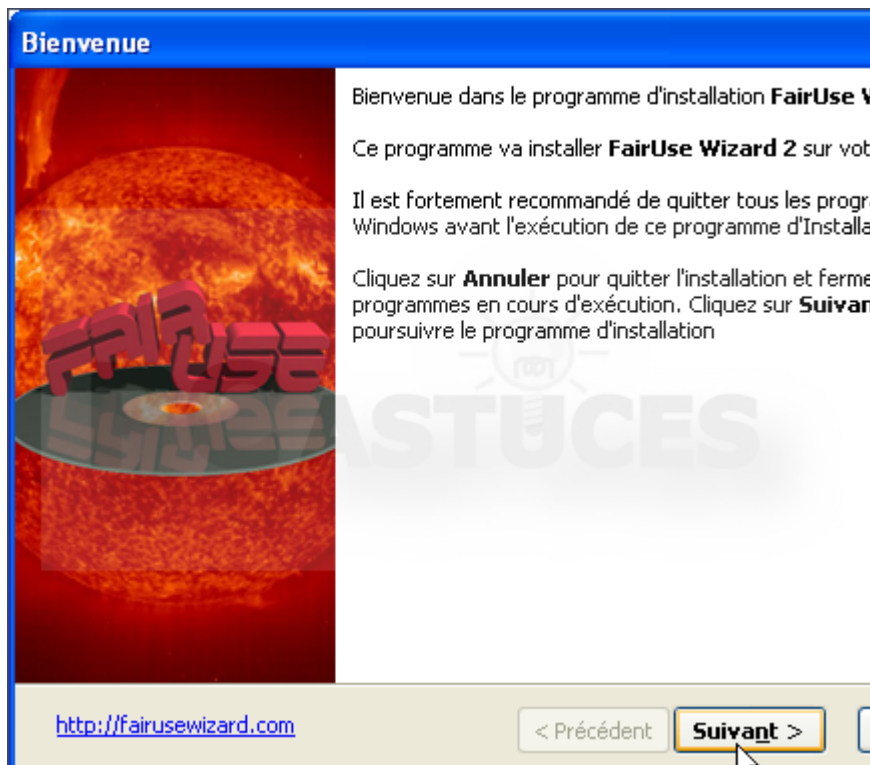 Bienvenue
Bienvenue dans le programme d'installation FairUse
Ce programme va installer FairUse Wizard 2 sur
Il est fortement recommandé de quitter tous les
Windows avant l'exécution de ce programme
Cliquez sur Annuler pour quitter l'installation et
programmes en cours d'exécution. Cliquez sur
poursuivre le programme d'installation
FAIR
USE
ASTUCES
http://fairusewizard.com
< Précédent
Suivant >